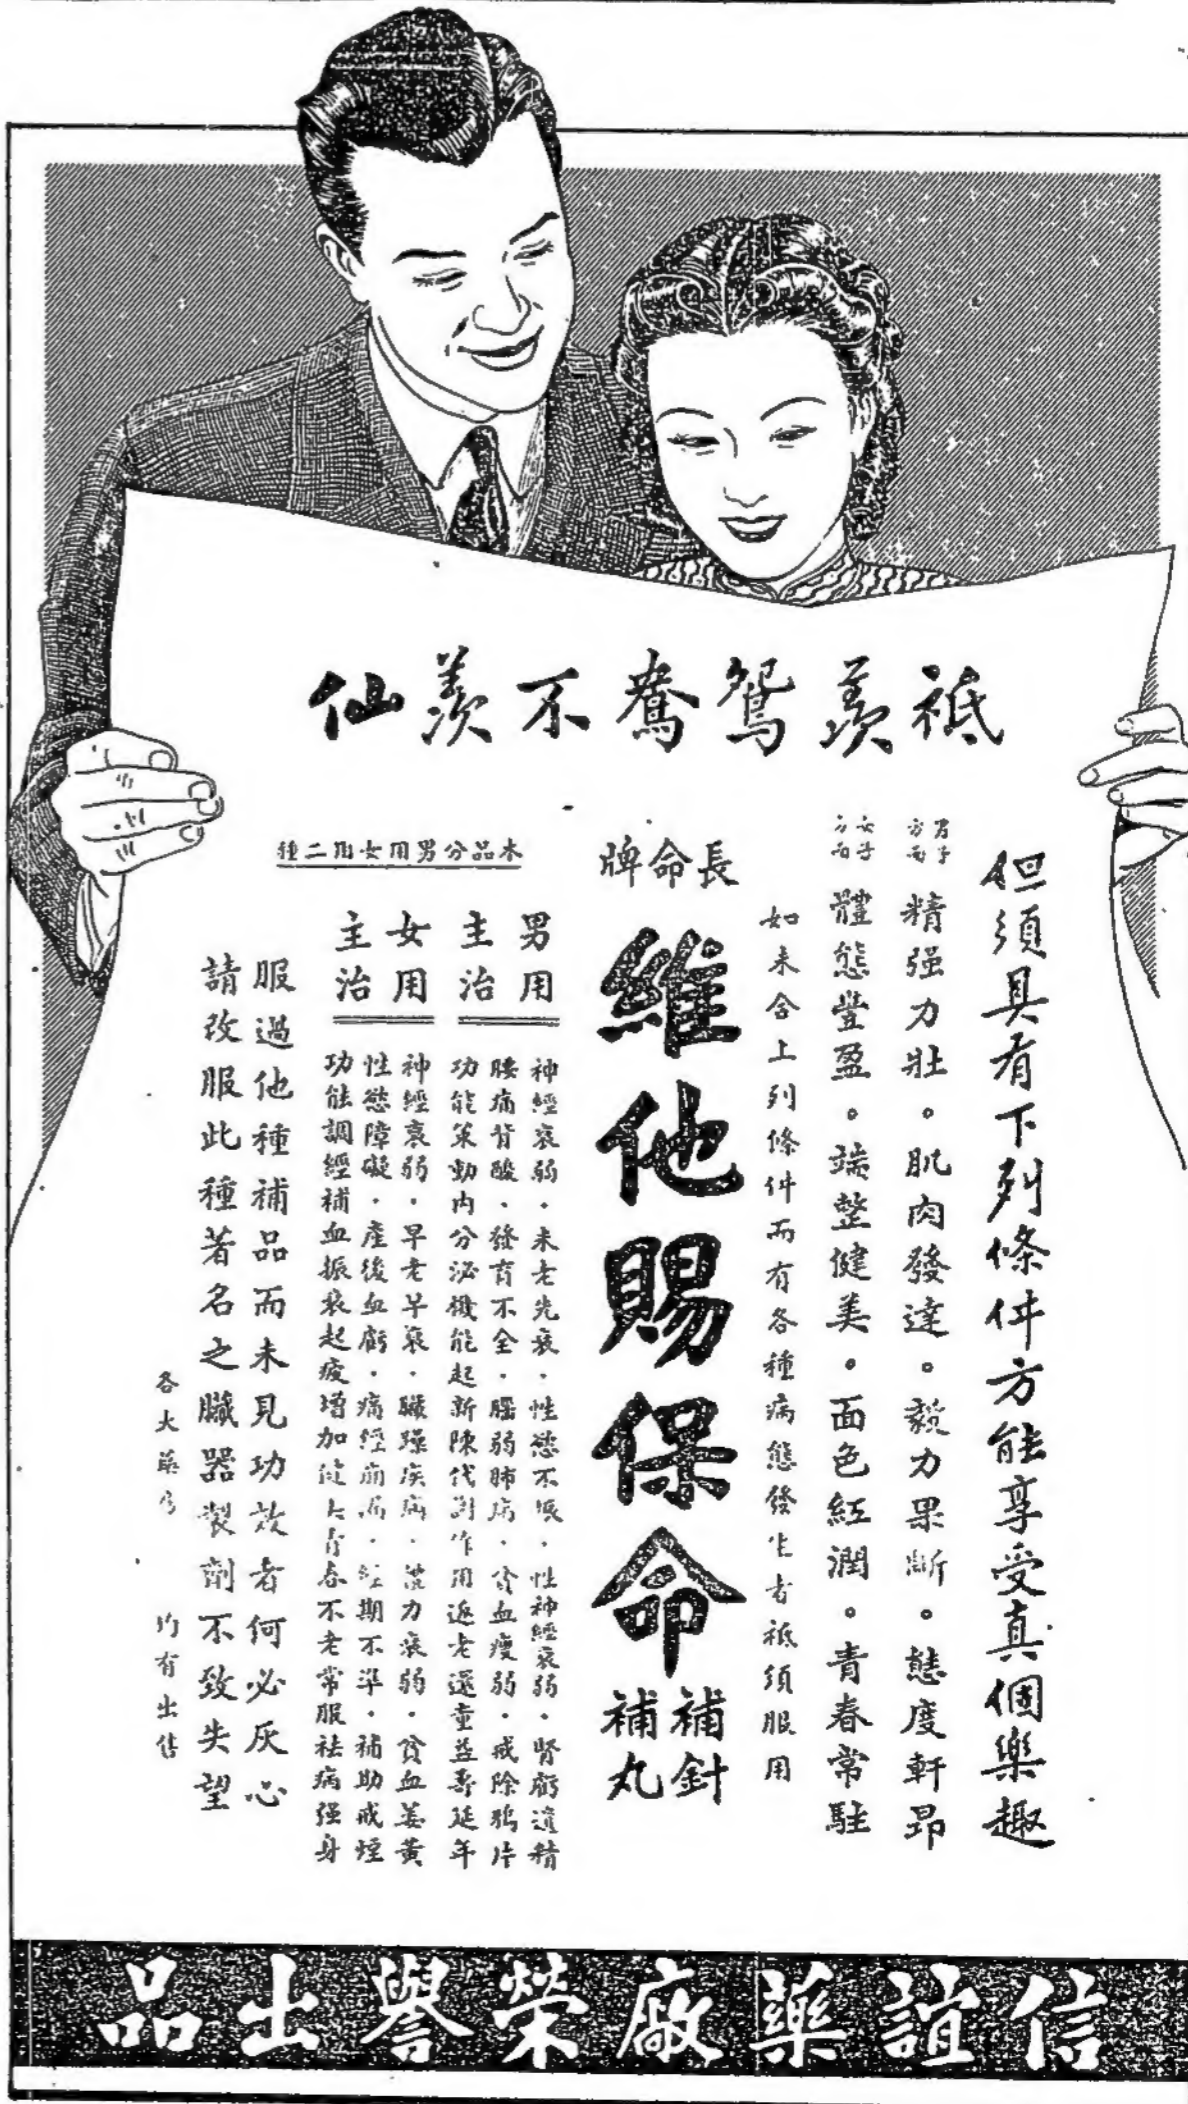 祗羨鴛鴦不羨仙
但須具有下列條件方能享受真個樂趣
男子方面 精强力壯。肌肉發達。毅力果斷。態度軒昂
女子方面 體態豐盈。端整健美。面色紅潤。青春常駐
如未合上列條件而有各種病態發生者祗須服用
長命牌
維他賜保命
補針
補丸
本品分男用女用二種
男用主治
神經衰弱・未老先衰・性慾不振・性神經衰弱・腎虧遺精
腰痛背酸・發育不全・腦弱肺病・貧血瘦弱・戒除鴉片
功能策動內分泌機能起新陳代謝作用返老還童益壽延年
女用主治
神經衰弱・早老早衰・臟躁疾病・ 力衰弱・貧血萎黃
性慾障礙・產後血虧・痛經崩漏・經期不準・補助戒煙
功能調經補血振衰起疲增加健美青春不老常服祛病强身
服過他種補品而未見功效者何必灰心
請改服此種著名之臟器製劑不致失望
各大藥房 均有出售
信誼藥廠榮譽出品